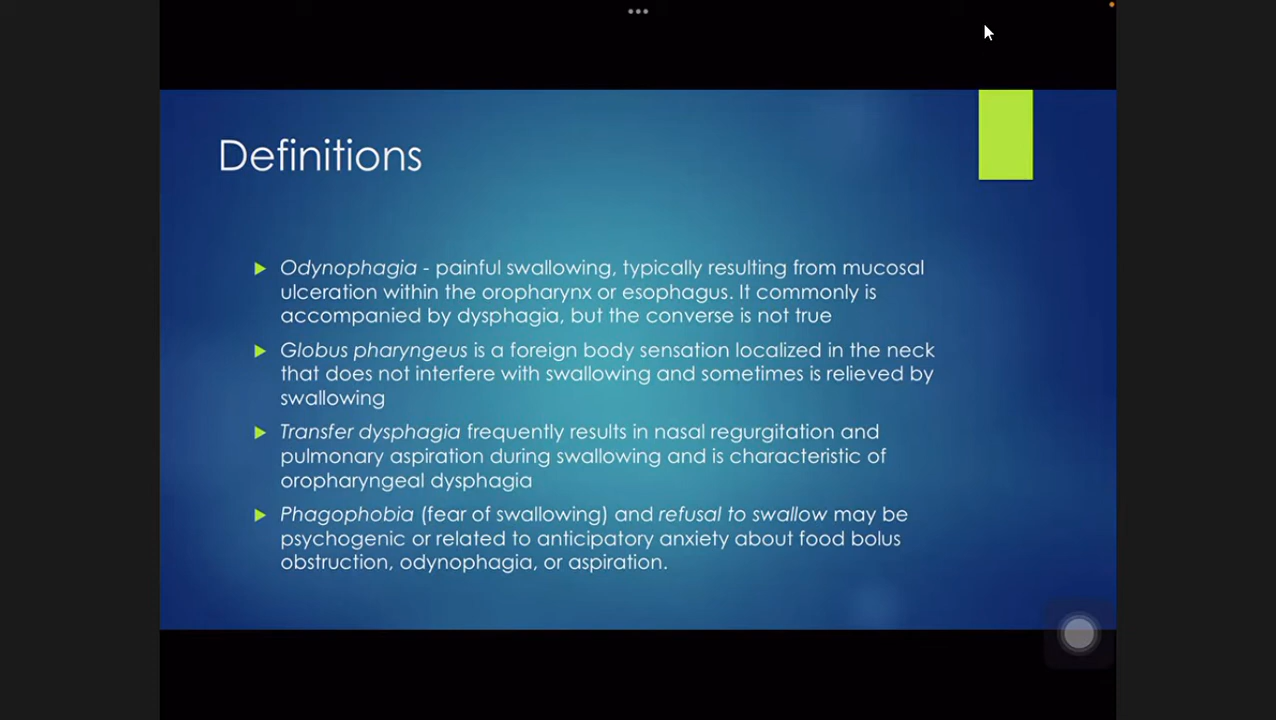 Definitions
Odynophagia - painful swallowing, typically resulting from mucosal
ulceration within the oropharynx or esophagus. It commonly is
accompanied by dysphagia, but the converse is not true
Globus pharyngeus is a foreign body sensation localized in the neck
that does not interfere with swallowing and sometimes is relieved by
swallowing
Transfer dysphagia frequently results in nasal regurgitation and
pulmonary aspiration during swallowing and is characteristic of
oropharyngeal dysphagia
Phagophobia (fear of swallowing) and refusal to swallow may be
psychogenic or related to anticipatory anxiety about food bolus
obstruction, odynophagia, or aspiration.